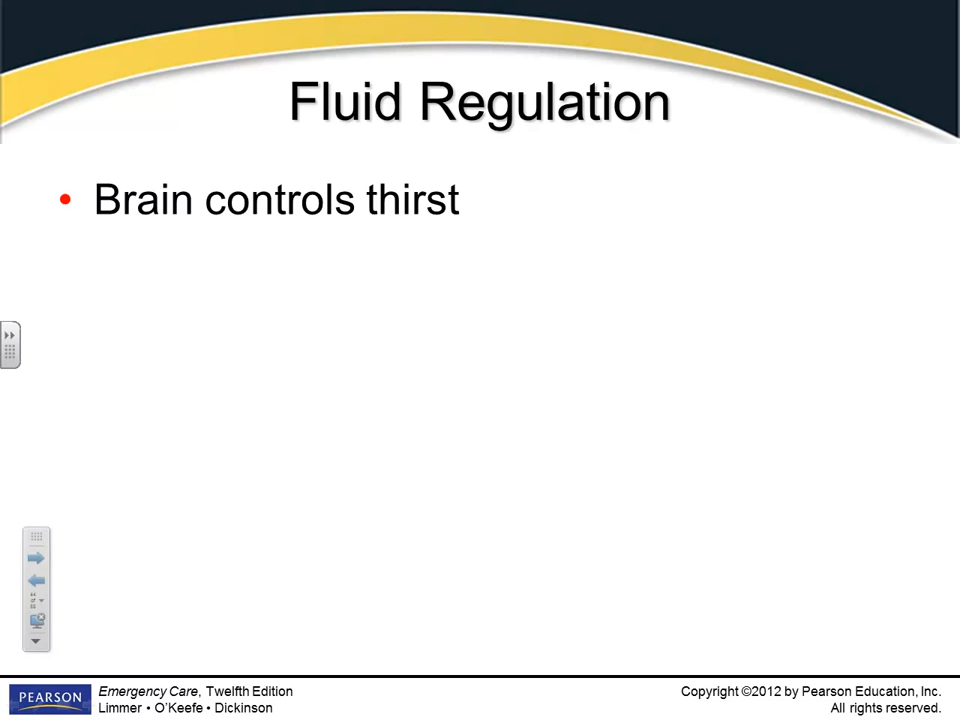 Fluid Regulation
• Brain controls thirst
PEARSON
Emergency Care, Twelfth Edition
Limmer • O’Keefe • Dickinson
Copyright ©2012 by Pearson Education, Inc.
All rights reserved.